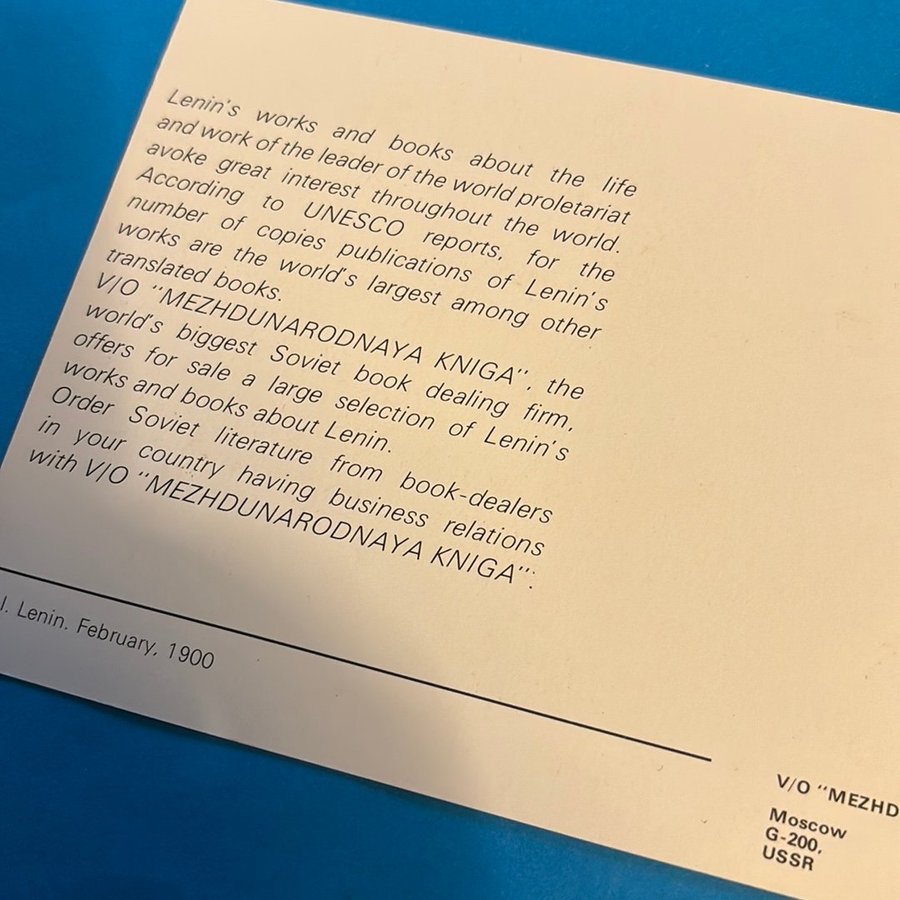 Lenin's works and books about the life
and work of the leader of the world proletariat
avoke great interest throughout the world.
According to UNESCO reports, for the
number of copies publications of Lenin's
works are the world's largest among other
translated books.
V/O "MEZHDUNARODNAYA KNIGA", the
world's biggest Soviet book dealing firm,
offers for sale a large selection of Lenin's
works and books about Lenin.
Order Soviet literature from book-dealers
in your country having business relations
with V/O "MEZHDUNARODNAYA KNIGA".
I. Lenin. February, 1900
V/O "MEZHD
Moscow
G-200,
USSR